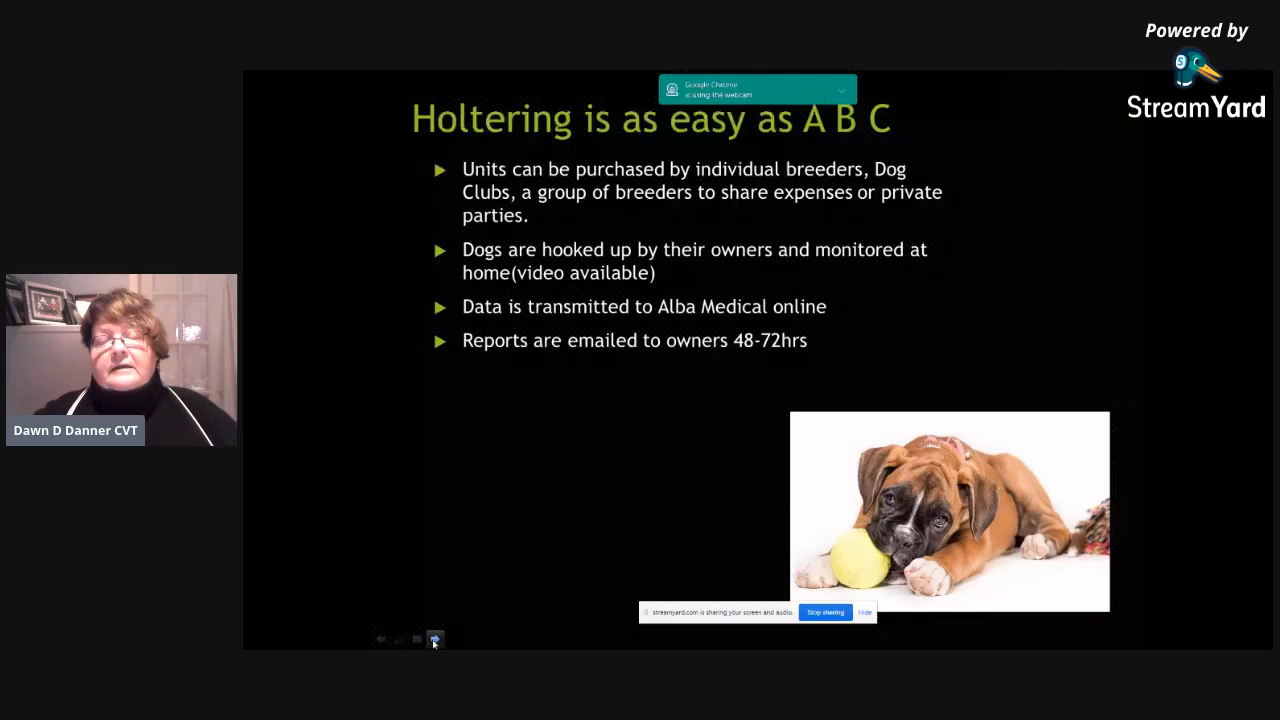 Powered by
StreamYard
Google Chrome
is using the webcam
Holtering is as easy as A B C
Units can be purchased by individual breeders, Dog
Clubs, a group of breeders to share expenses or private
parties.
Dogs are hooked up by their owners and monitored at
home(video available)
Data is transmitted to Alba Medical online
Reports are emailed to owners 48-72hrs
Dawn D Danner CVT
streamyard.com is sharing your screen and audio.
Stop sharing
Hide